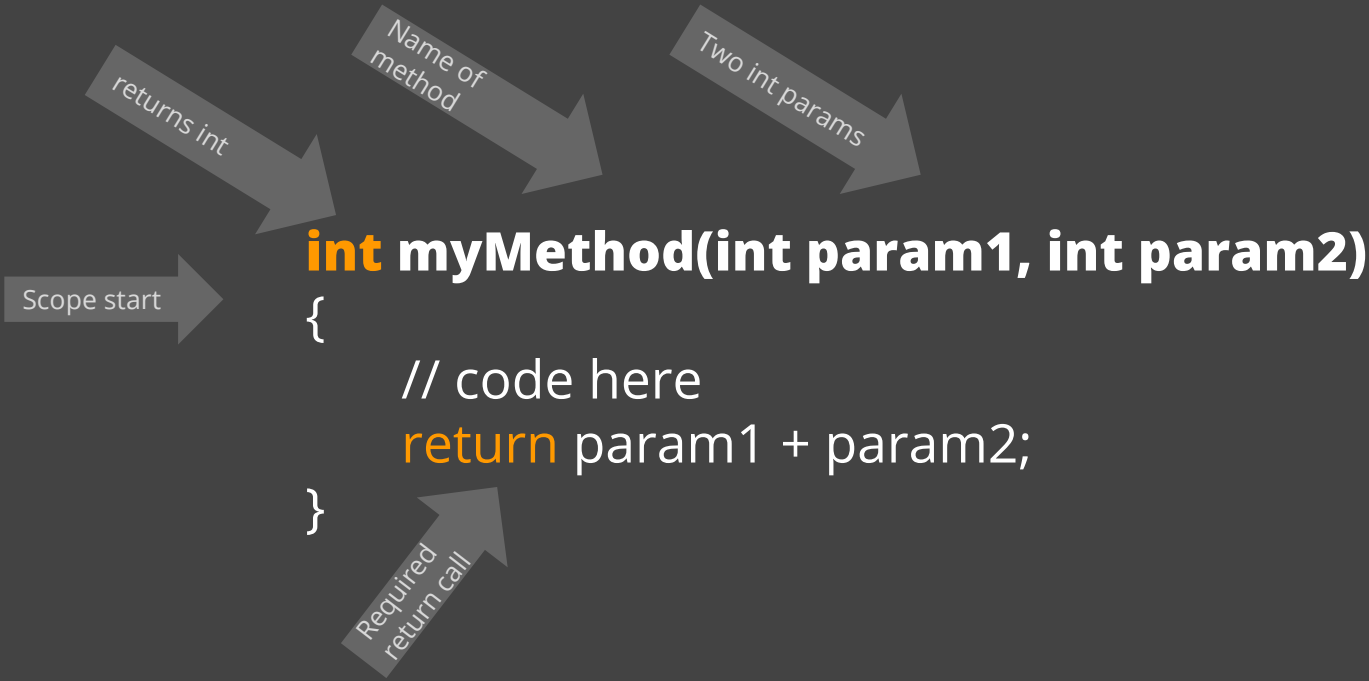 returns int
Name of
method
Two int params
int myMethod(int param1, int param2)
Scope start
{
// code here
return param1 + param2;
}
Required
return call